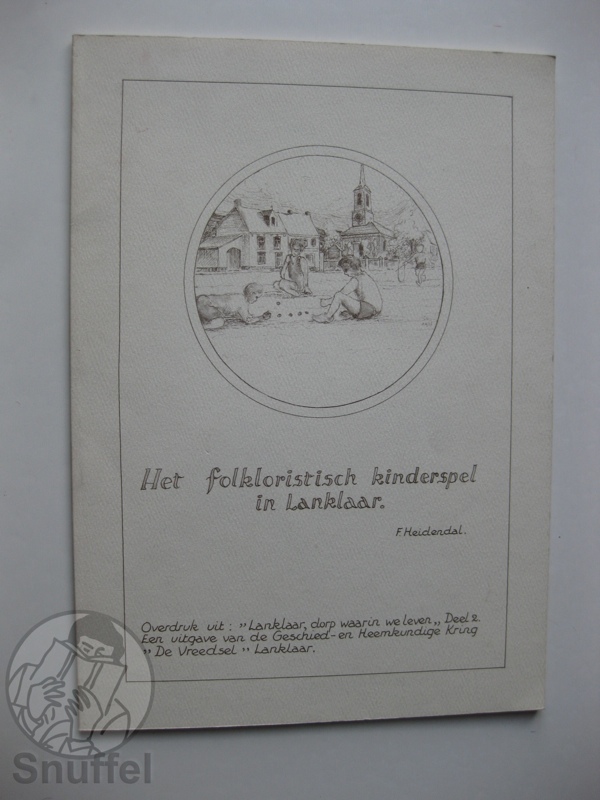 Het folkloristisch kinderspel
in Lanklaar.
F. Heidendal.
Overdruk uit : „Lanklaar, dorp waarin we leven„ Deel 2.
Een uitgave van de Geschied- en Heemkundige Kring
„De Vreedsel„ Lanklaar.
Snuffel